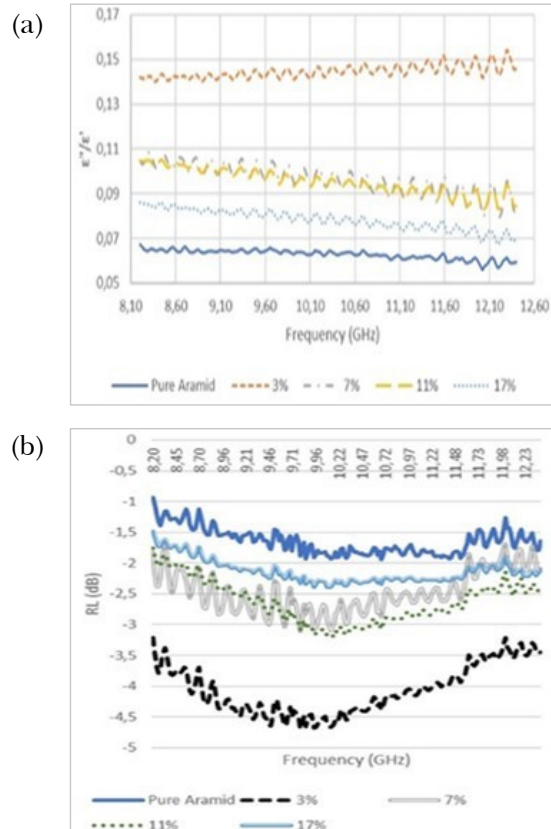 (a)
0,17
0,15
0,13
0,11
0,09
0,07
0,05
ε''/ε'
8,10 8,60 9,10 9,60 10,10 10,60 11,10 11,60 12,10 12,60
Frequency (GHz)
Pure Aramid 3% 7% 11% 17%
(b)
0
8,20 8,45 8,70 8,96 9,21 9,46 9,71 9,96 10,22 10,47 10,72 10,97 11,22 11,48 11,73 11,98 12,23
-0,5
-1
-1,5
-2
-2,5
-3
-3,5
-4
-4,5
-5
RL (dB)
Frequency (GHz)
Pure Aramid 3% 7%
11% 17%